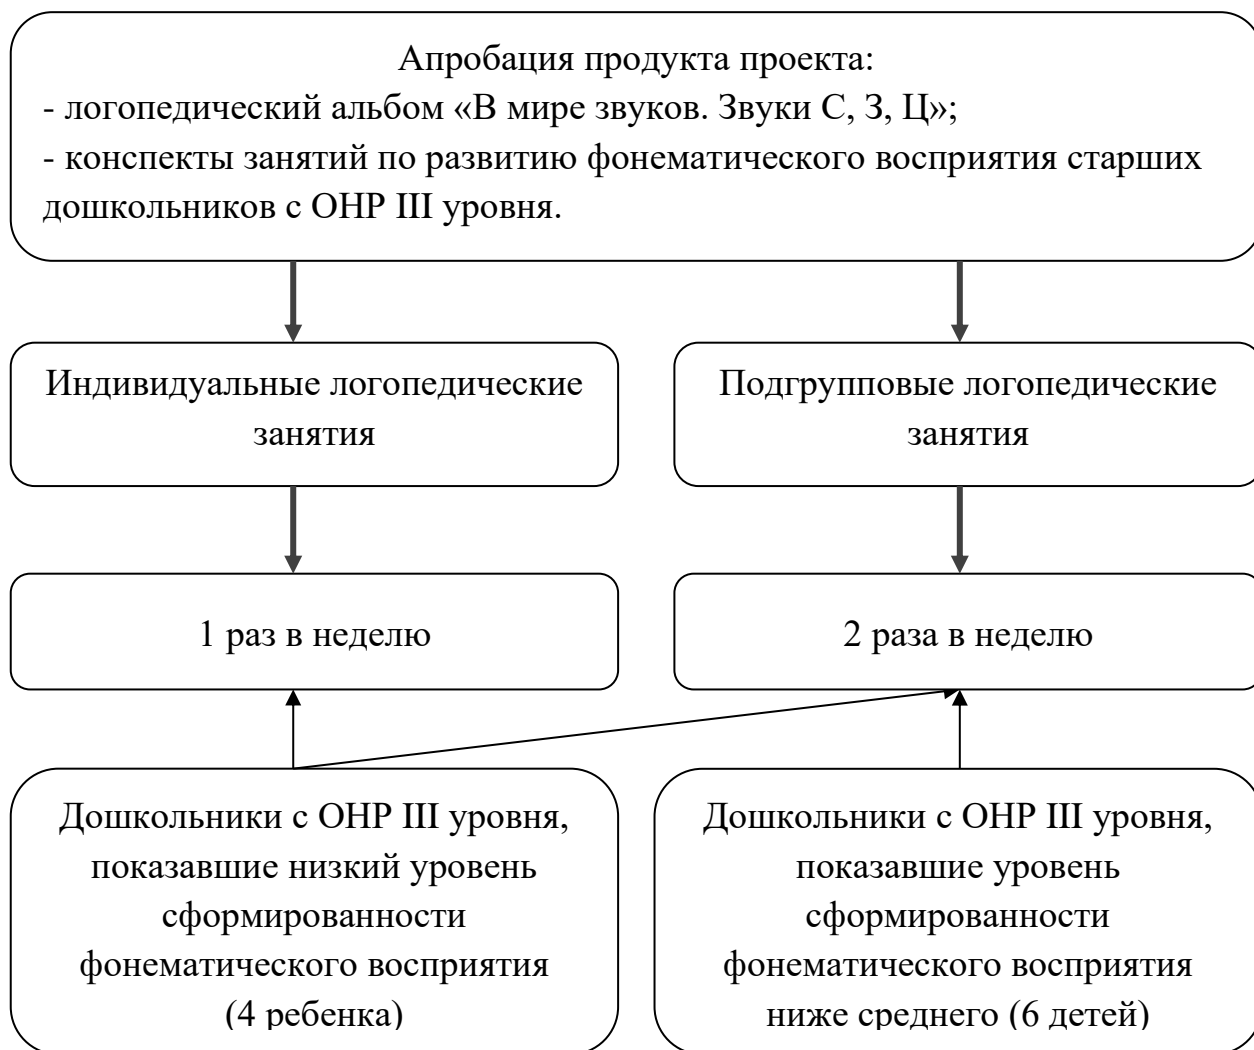 Апробация продукта проекта:
- логопедический альбом «В мире звуков. Звуки С, З, Ц»;
- конспекты занятий по развитию фонематического восприятия старших
дошкольников с ОНР III уровня.
Индивидуальные логопедические
занятия
Подгрупповые логопедические
занятия
1 раз в неделю
2 раза в неделю
Дошкольники с ОНР III уровня,
показавшие низкий уровень
сформированности
фонематического восприятия
(4 ребенка)
Дошкольники с ОНР III уровня,
показавшие уровень
сформированности
фонематического восприятия
ниже среднего (6 детей)